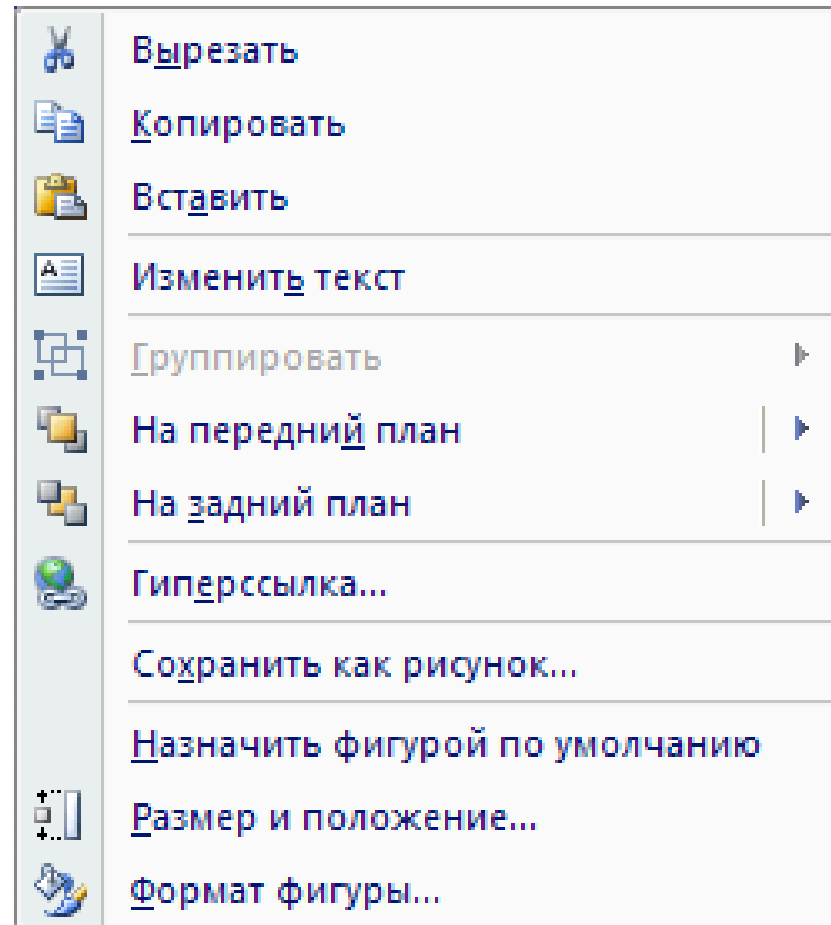 Вырезать
Копировать
Вставить
Изменить текст
Группировать
На передний план
На задний план
Гиперссылка...
Сохранить как рисунок...
Назначить фигурой по умолчанию
Размер и положение...
Формат фигуры...